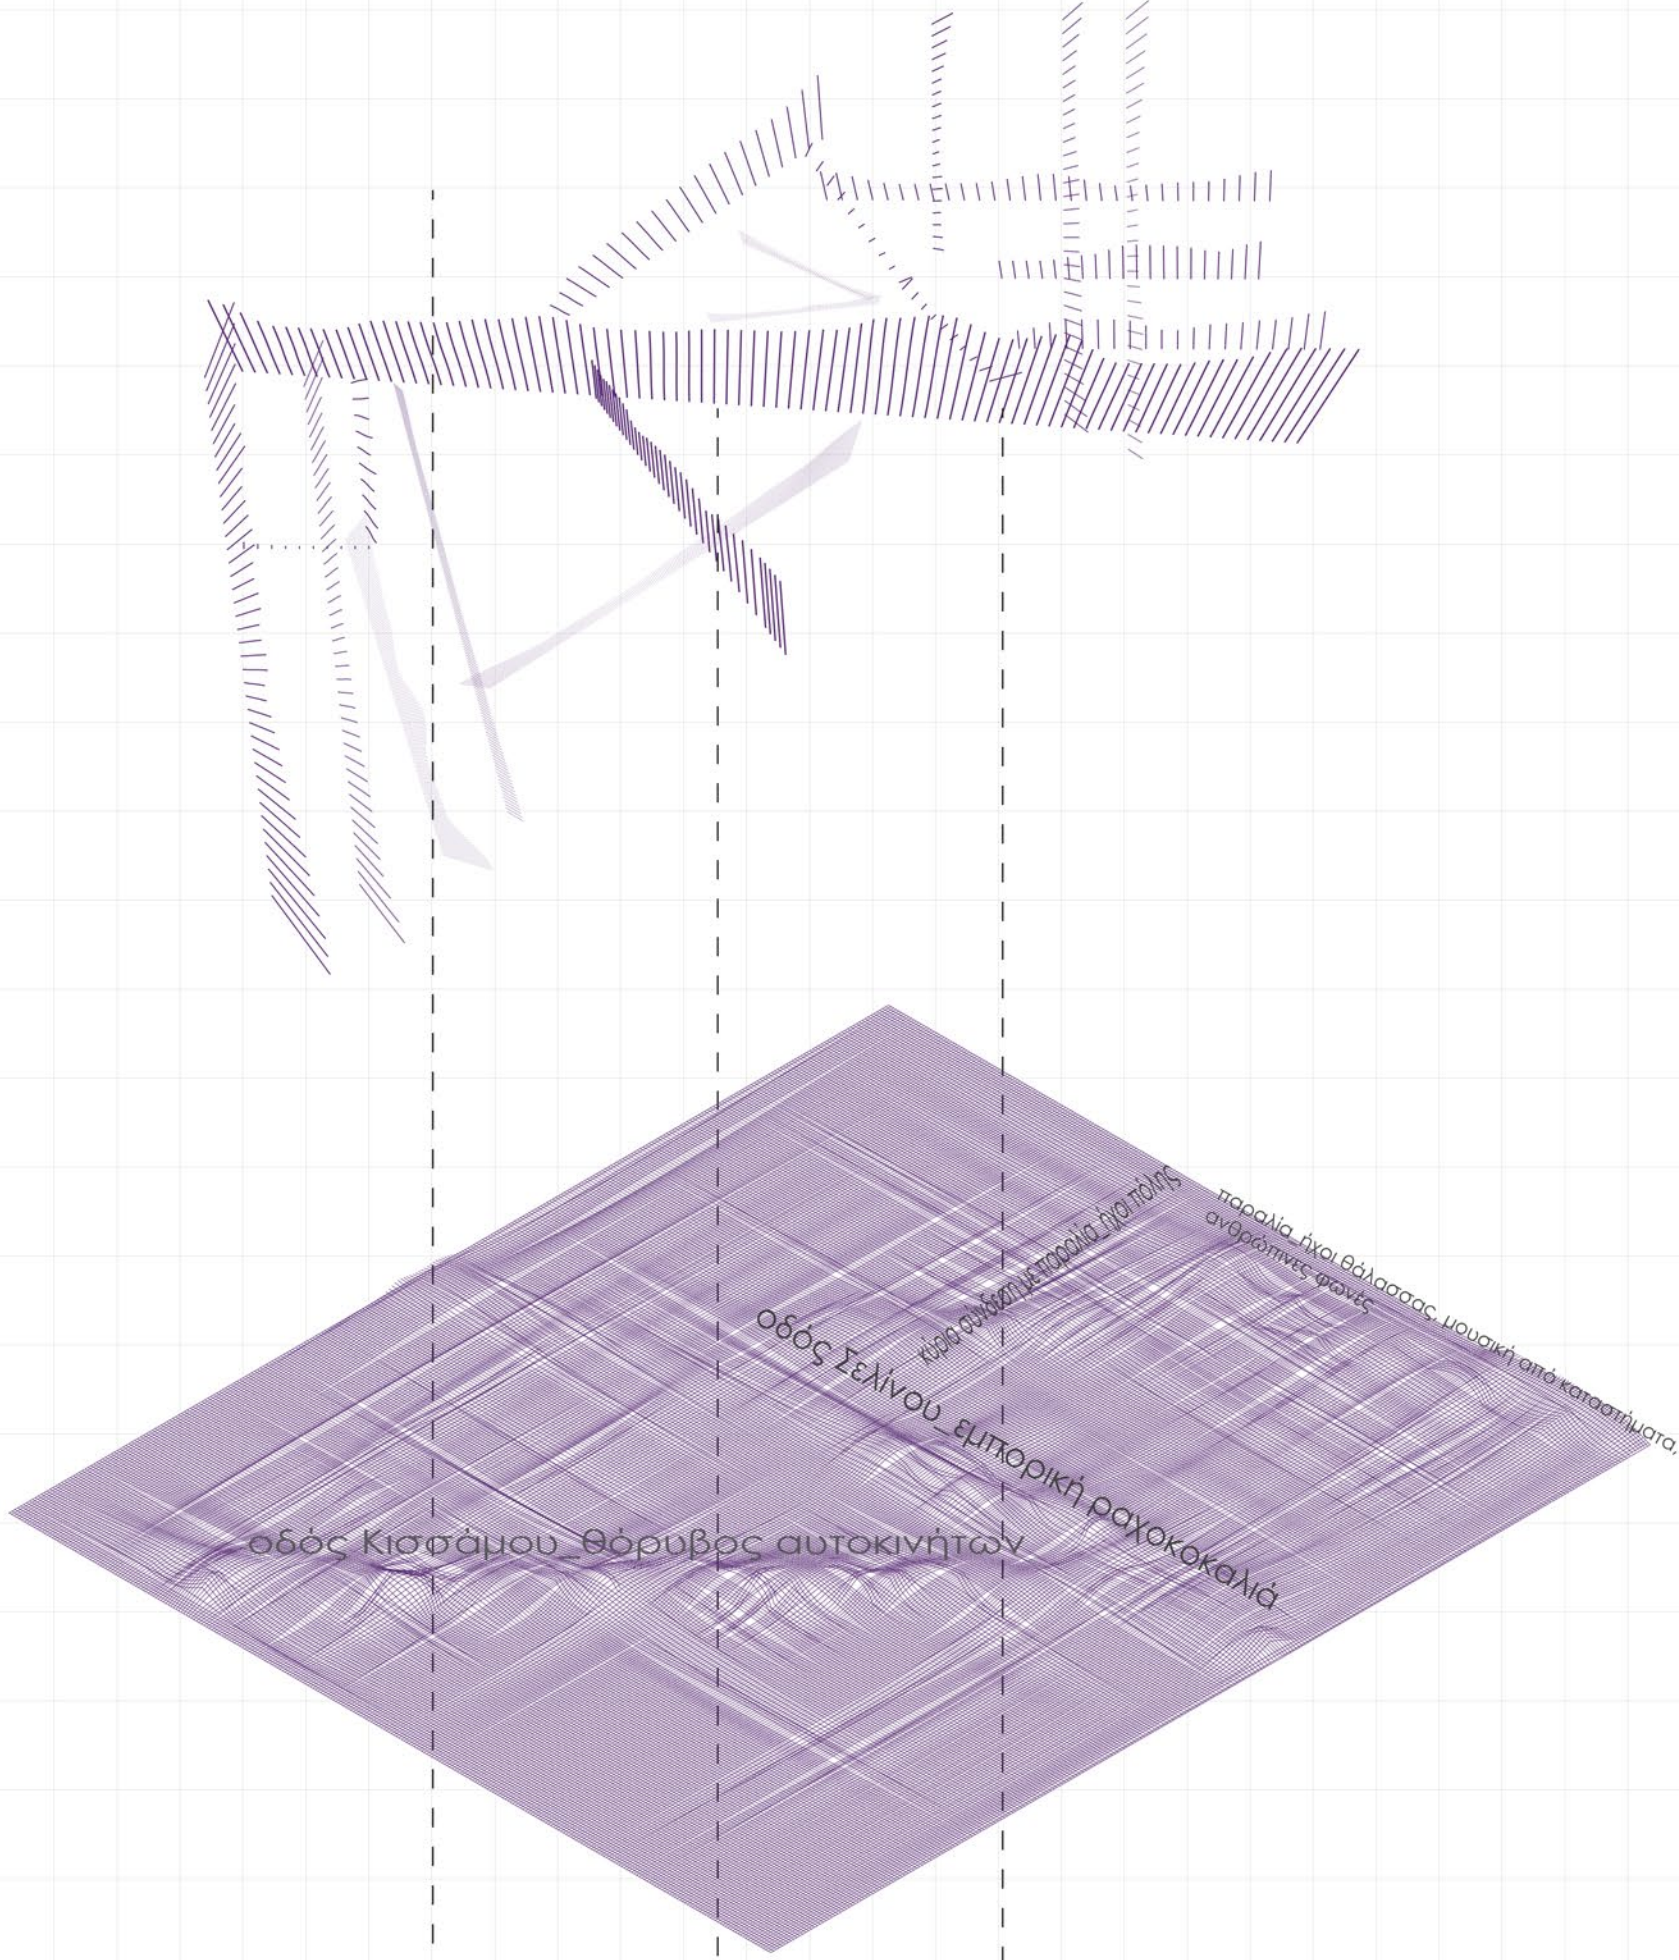 κύρια σύνδεση με παραλία_ήχοι πόλης
παραλία_ήχοι θάλασσας, μουσική από καταστήματα,
ανθρώπινες φωνές
οδός Σελίνου_εμπορική ραχοκοκαλιά
οδός Κισσάμου_θόρυβος αυτοκινήτων